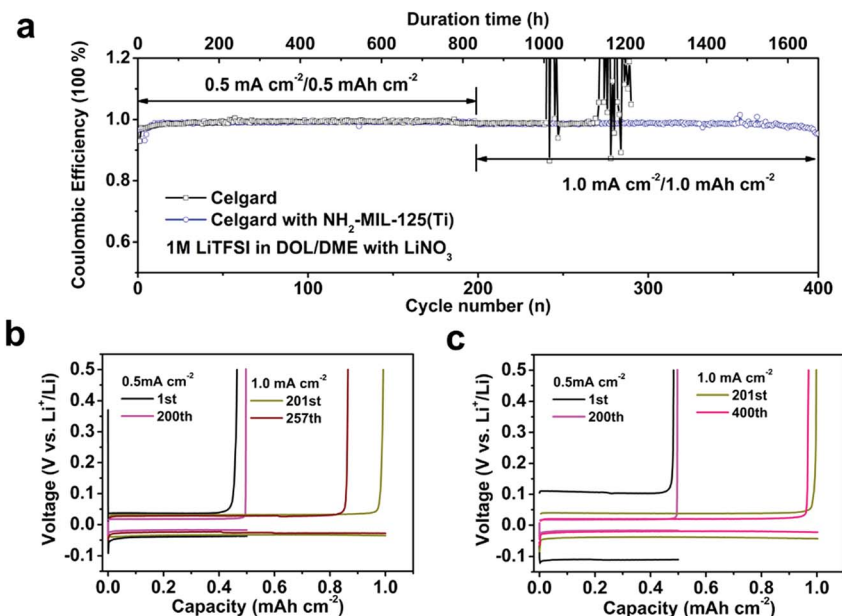 a
Duration time (h)
0 200 400 600 800 1000 1200 1400 1600
Coulombic Efficiency (100 %)
1.2
1.0
0.8
0.6
0.5 mA cm⁻²/0.5 mAh cm⁻²
1.0 mA cm⁻²/1.0 mAh cm⁻²
Celgard
Celgard with NH₂-MIL-125(Ti)
1M LiTFSI in DOL/DME with LiNO₃
0 100 200 300 400
Cycle number (n)
b
Voltage (V vs. Li⁺/Li)
0.5
0.4
0.3
0.2
0.1
0.0
-0.1
0.5mA cm⁻² 1.0 mA cm⁻²
1st 201st
200th 257th
0.0 0.2 0.4 0.6 0.8 1.0
Capacity (mAh cm⁻²)
c
Voltage (V vs. Li⁺/Li)
0.5
0.4
0.3
0.2
0.1
0.0
-0.1
0.5mA cm⁻² 1.0 mA cm⁻²
1st 201st
200th 400th
0.0 0.2 0.4 0.6 0.8 1.0
Capacity (mAh cm⁻²)